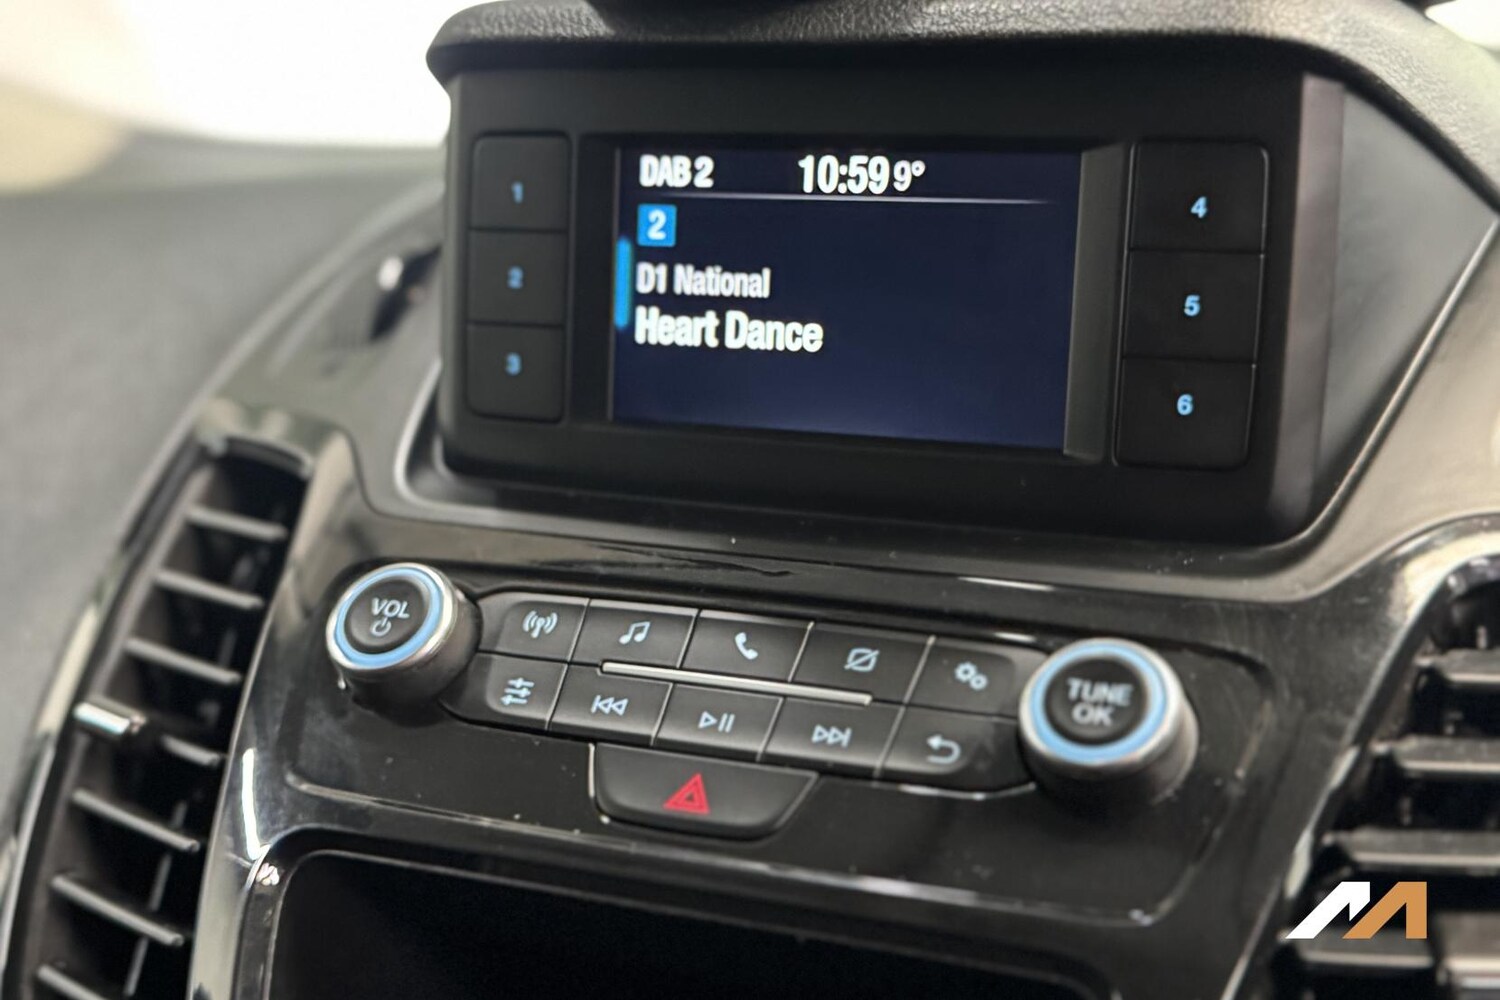 DAB 2 10:59 9°
2
D1 National
Heart Dance
1
2
3
4
5
6
VOL
TUNE
OK